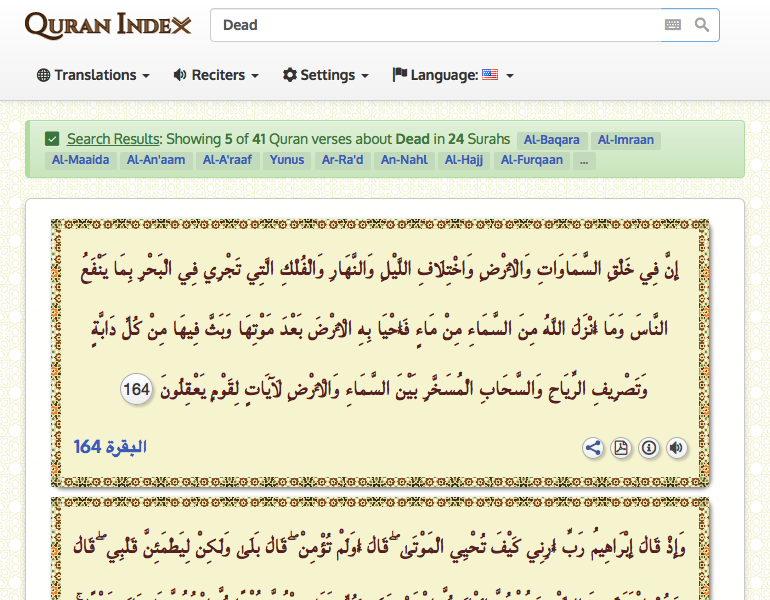 QURAN INDEX
Dead
Translations
Reciters
Settings
Language:
Search Results: Showing 5 of 41 Quran verses about Dead in 24 Surahs Al-Baqara Al-Imraan
Al-Maaida Al-An'aam Al-A'raaf Yunus Ar-Ra'd An-Nahl Al-Hajj Al-Furqaan ...
إِنَّ فِي خَلْقِ السَّمَاوَاتِ وَالْأَرْضِ وَاخْتِلَافِ اللَّيْلِ وَالنَّهَارِ وَالْفُلْكِ الَّتِي تَجْرِي فِي الْبَحْرِ بِمَا يَنْفَعُ
النَّاسَ وَمَا أَنْزَلَ اللَّهُ مِنَ السَّمَاءِ مِنْ مَاءٍ فَأَحْيَا بِهِ الْأَرْضَ بَعْدَ مَوْتِهَا وَبَثَّ فِيهَا مِنْ كُلِّ دَابَّةٍ
وَتَصْرِيفِ الرِّيَاحِ وَالسَّحَابِ الْمُسَخَّرِ بَيْنَ السَّمَاءِ وَالْأَرْضِ لَآيَاتٍ لِقَوْمٍ يَعْقِلُونَ 164
البقرة 164
وَإِذْ قَالَ إِبْرَاهِيمُ رَبِّ أَرِنِي كَيْفَ تُحْيِي الْمَوْتَىٰ ۖ قَالَ أَوَلَمْ تُؤْمِنْ ۖ قَالَ بَلَىٰ وَلَٰكِنْ لِيَطْمَئِنَّ قَلْبِي ۖ قَالَ